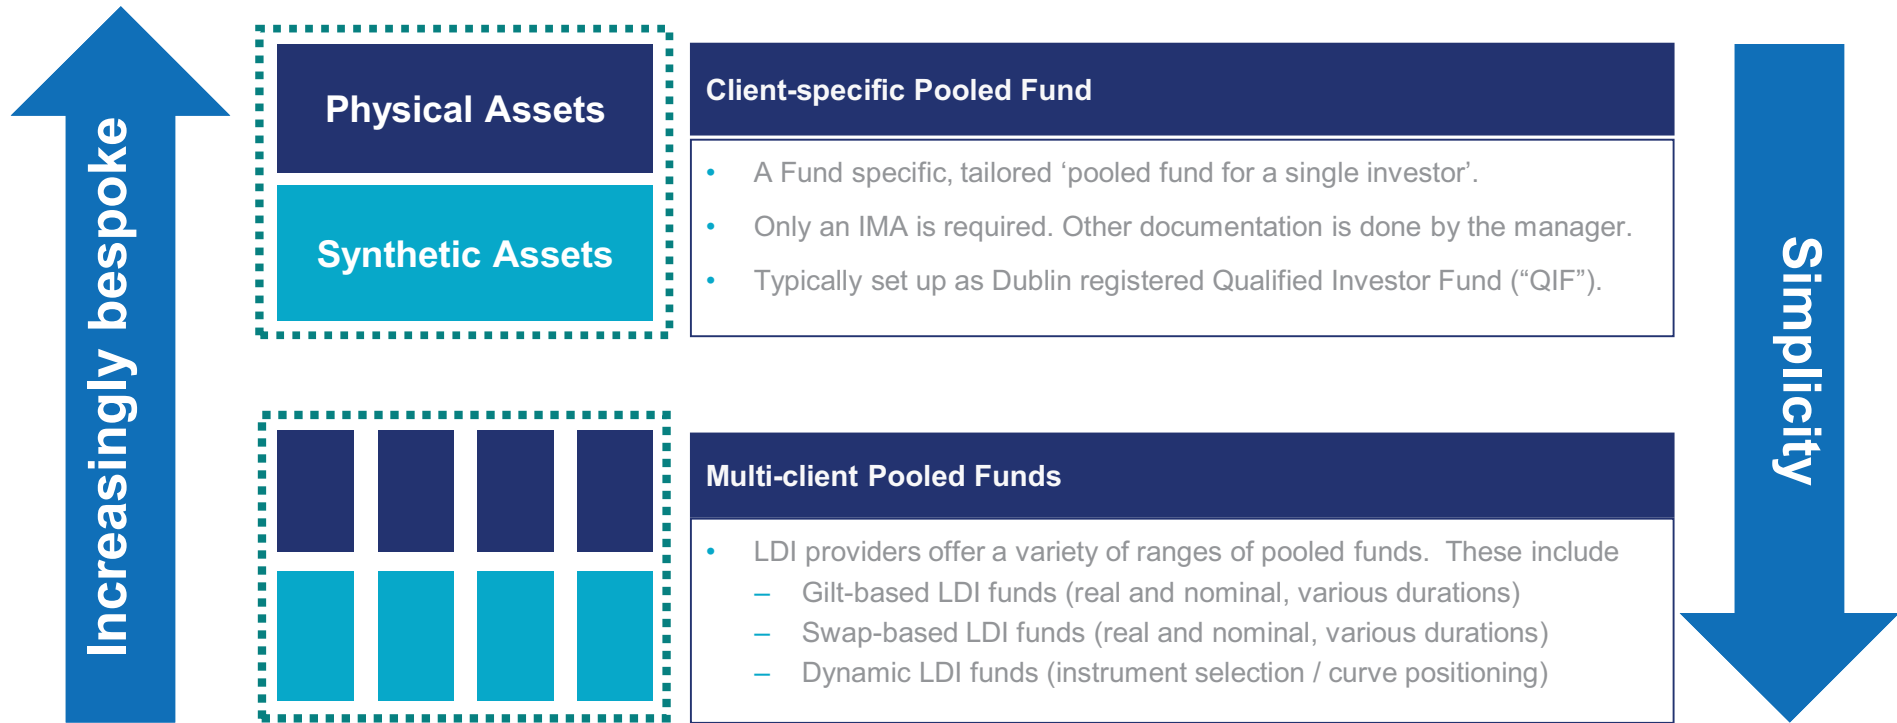 Increasingly bespoke
Physical Assets
Synthetic Assets
Client-specific Pooled Fund
• A Fund specific, tailored ‘pooled fund for a single investor’.
• Only an IMA is required. Other documentation is done by the manager.
• Typically set up as Dublin registered Qualified Investor Fund (“QIF”).
Multi-client Pooled Funds
• LDI providers offer a variety of ranges of pooled funds.  These include
– Gilt-based LDI funds (real and nominal, various durations)
– Swap-based LDI funds (real and nominal, various durations)
– Dynamic LDI funds (instrument selection / curve positioning)
Simplicity